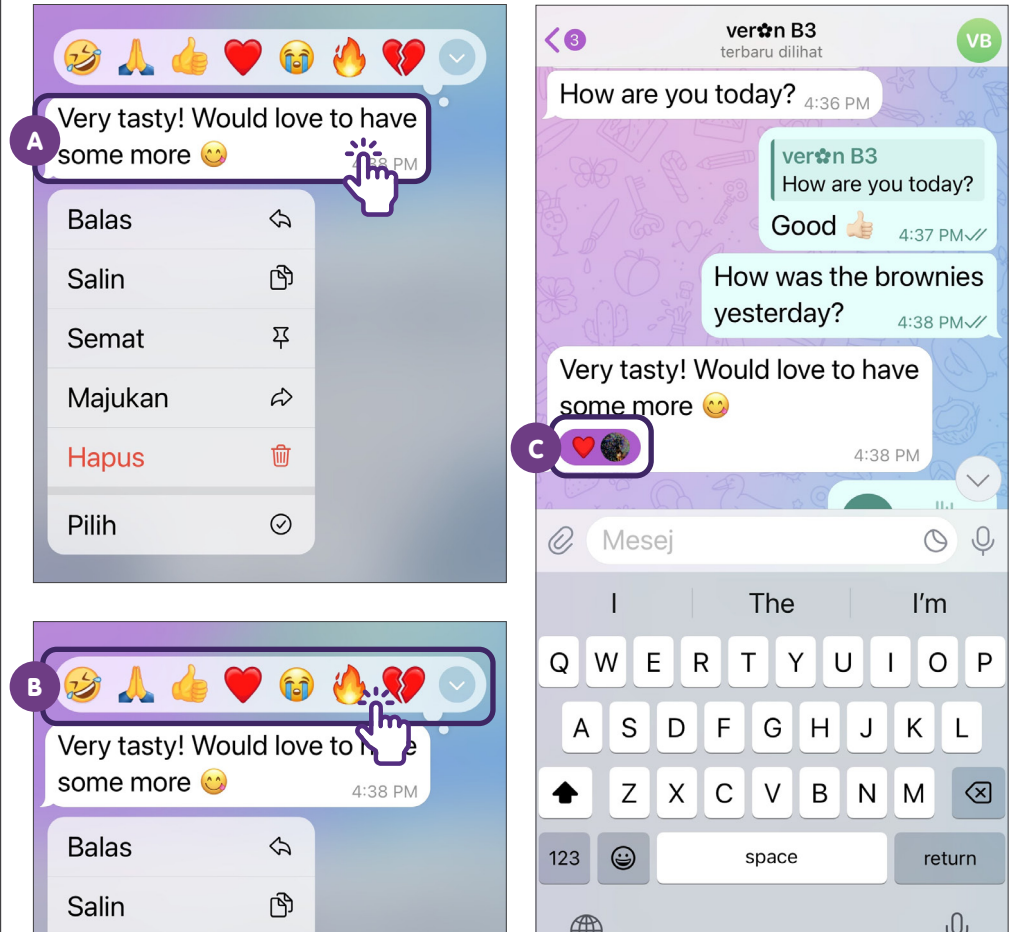 A
Very tasty! Would love to have
some more 😋
4:38 PM
Balas
Salin
Semat
Majukan
Hapus
Pilih
B
Very tasty! Would love to
some more 😋
4:38 PM
Balas
Salin
3
ver✿n B3
terbaru dilihat
VB
How are you today? 4:36 PM
ver✿n B3
How are you today?
Good 👍🏻 4:37 PM
How was the brownies
yesterday? 4:38 PM
Very tasty! Would love to have
some more 😋
C
4:38 PM
Mesej
I The I'm
Q W E R T Y U I O P
A S D F G H J K L
Z X C V B N M
123 space return